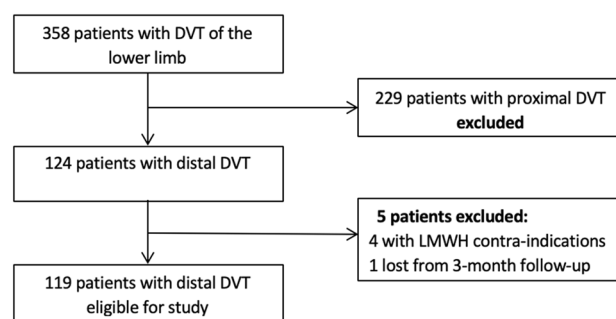 358 patients with DVT of the
lower limb
229 patients with proximal DVT
excluded
124 patients with distal DVT
5 patients excluded:
4 with LMWH contra-indications
1 lost from 3-month follow-up
119 patients with distal DVT
eligible for study